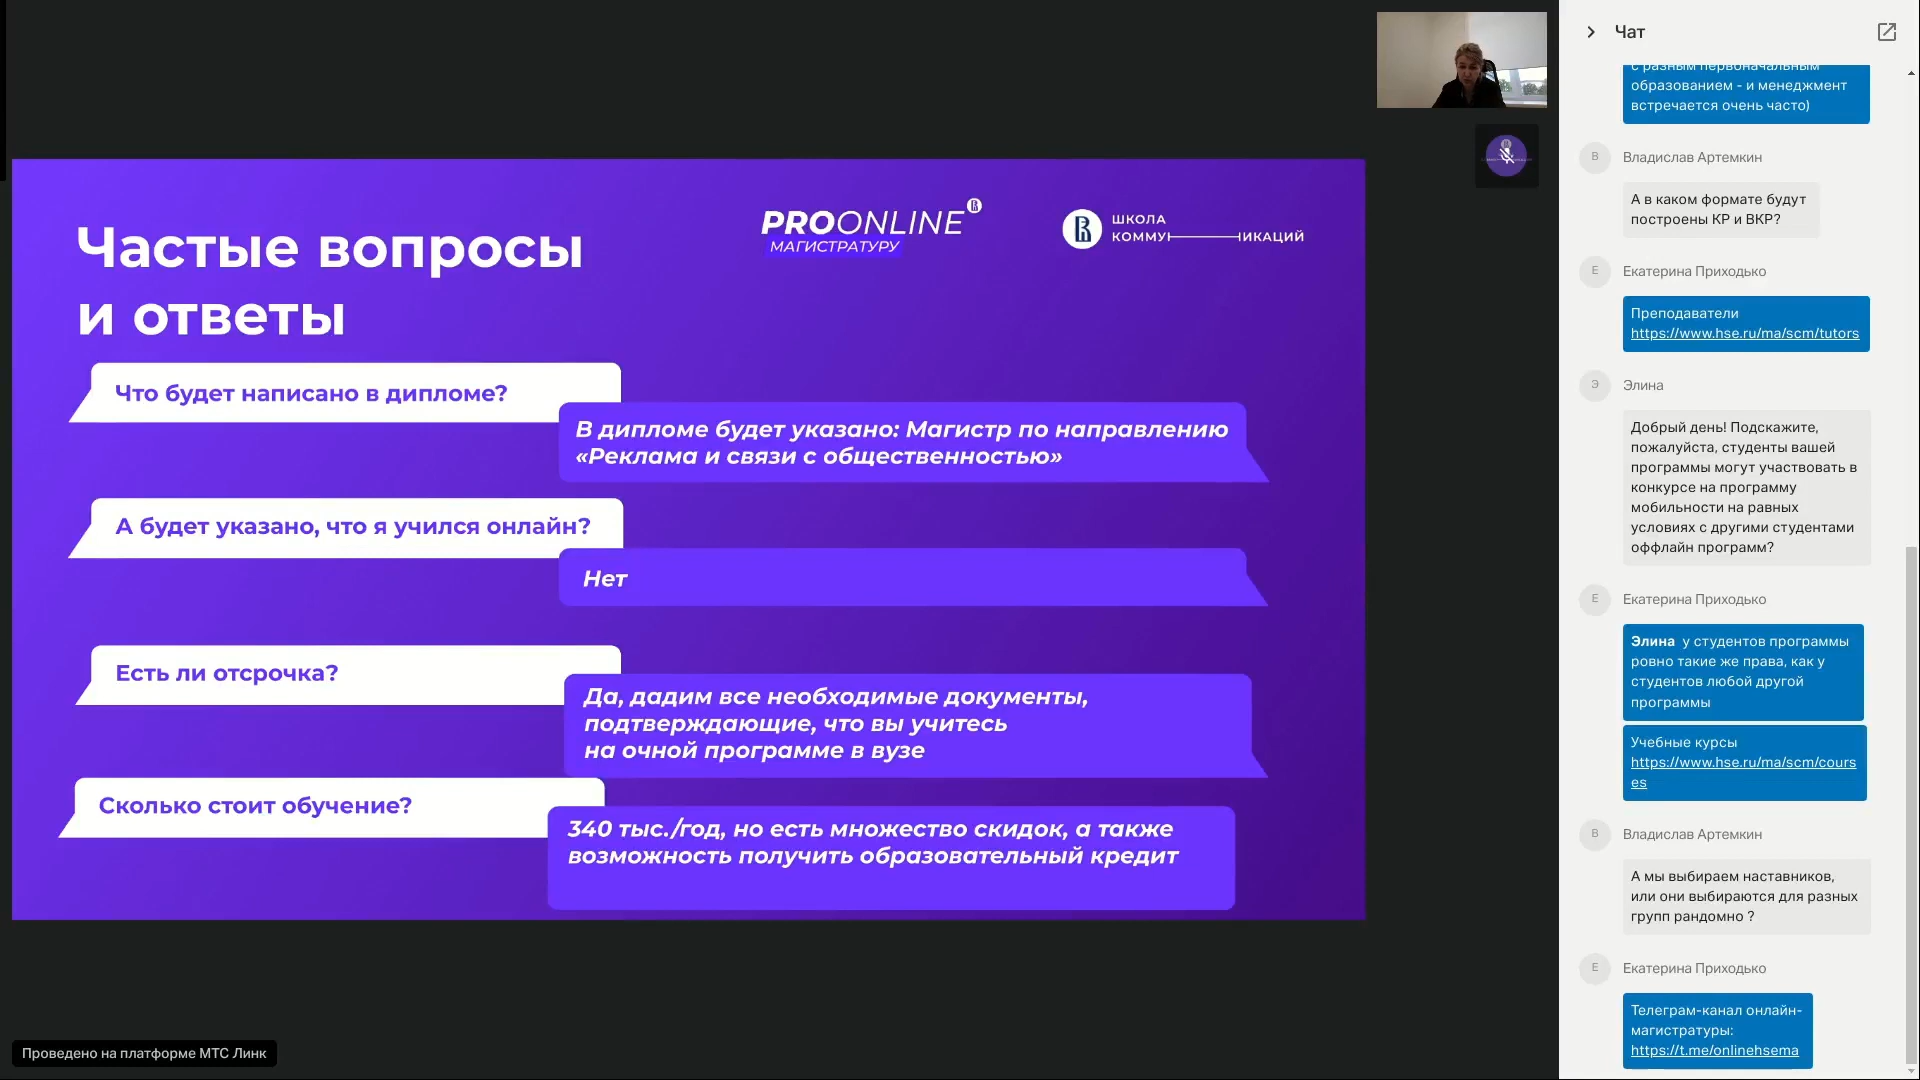 Частые вопросы
и ответы
PROONLINE
МАГИСТРАТУРУ
ШКОЛА
КОММУ НИКАЦИЙ
Что будет написано в дипломе?
В дипломе будет указано: Магистр по направлению
«Реклама и связи с общественностью»
А будет указано, что я учился онлайн?
Нет
Есть ли отсрочка?
Да, дадим все необходимые документы,
подтверждающие, что вы учитесь
на очной программе в вузе
Сколько стоит обучение?
340 тыс./год, но есть множество скидок, а также
возможность получить образовательный кредит
Проведено на платформе МТС Линк
Чат
с разным первоначальным
образованием - и менеджмент
встречается очень часто)
В
Владислав Артемкин
А в каком формате будут
построены КР и ВКР?
Е
Екатерина Приходько
Преподаватели
https://www.hse.ru/ma/scm/tutors
Э
Элина
Добрый день! Подскажите,
пожалуйста, студенты вашей
программы могут участвовать в
конкурсе на программу
мобильности на равных
условиях с другими студентами
оффлайн программ?
Е
Екатерина Приходько
Элина у студентов программы
ровно такие же права, как у
студентов любой другой
программы
Учебные курсы
https://www.hse.ru/ma/scm/cours
es
В
Владислав Артемкин
А мы выбираем наставников,
или они выбираются для разных
групп рандомно ?
Е
Екатерина Приходько
Телеграм-канал онлайн-
магистратуры:
https://t.me/onlinehsema